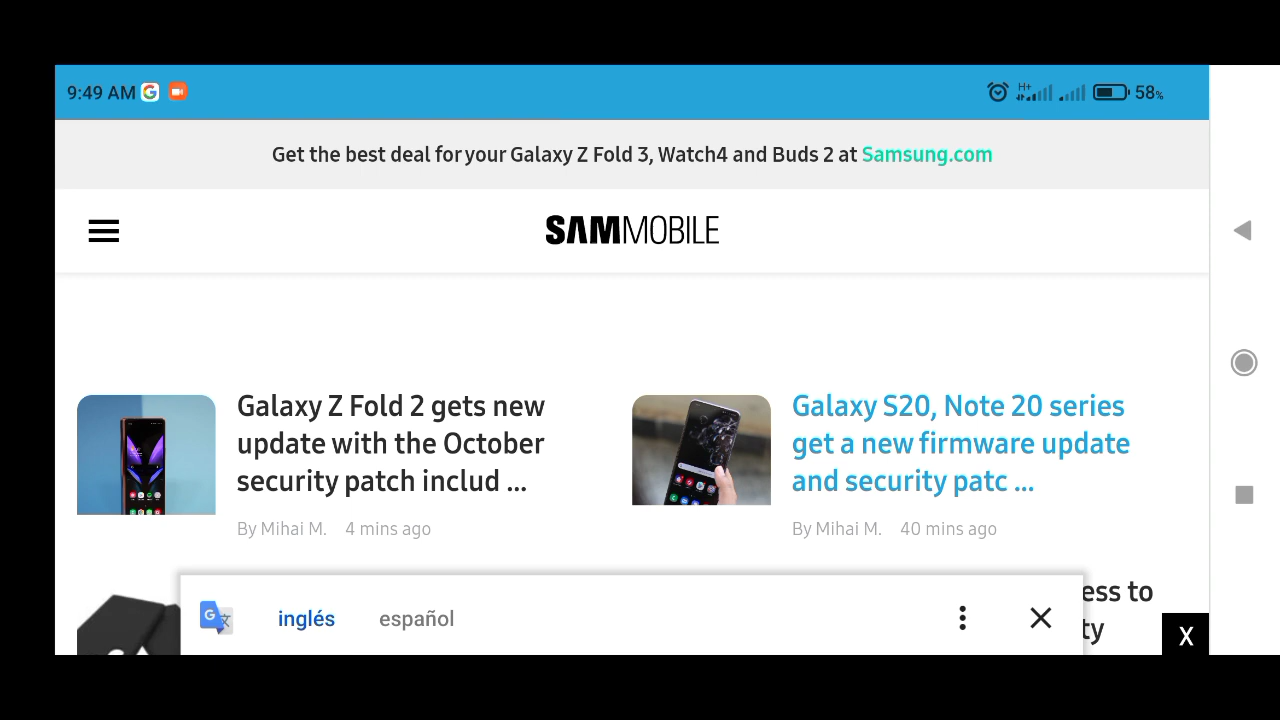 9:49 AM H+ 58%
Get the best deal for your Galaxy Z Fold 3, Watch4 and Buds 2 at Samsung.com
SAMMOBILE
Galaxy Z Fold 2 gets new
update with the October
security patch includ ...
By Mihai M. 4 mins ago
Galaxy S20, Note 20 series
get a new firmware update
and security patc ...
By Mihai M. 40 mins ago
ess to
ty
inglés español
X